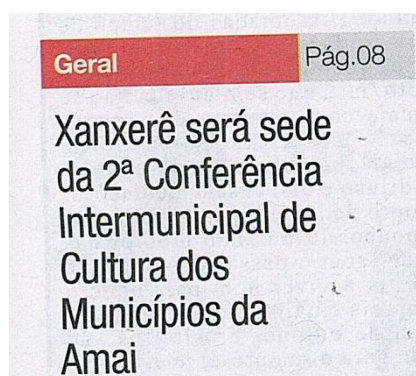 Geral Pág.08
Xanxerê será sede
da 2ª Conferência
Intermunicipal de
Cultura dos
Municípios da
Amai